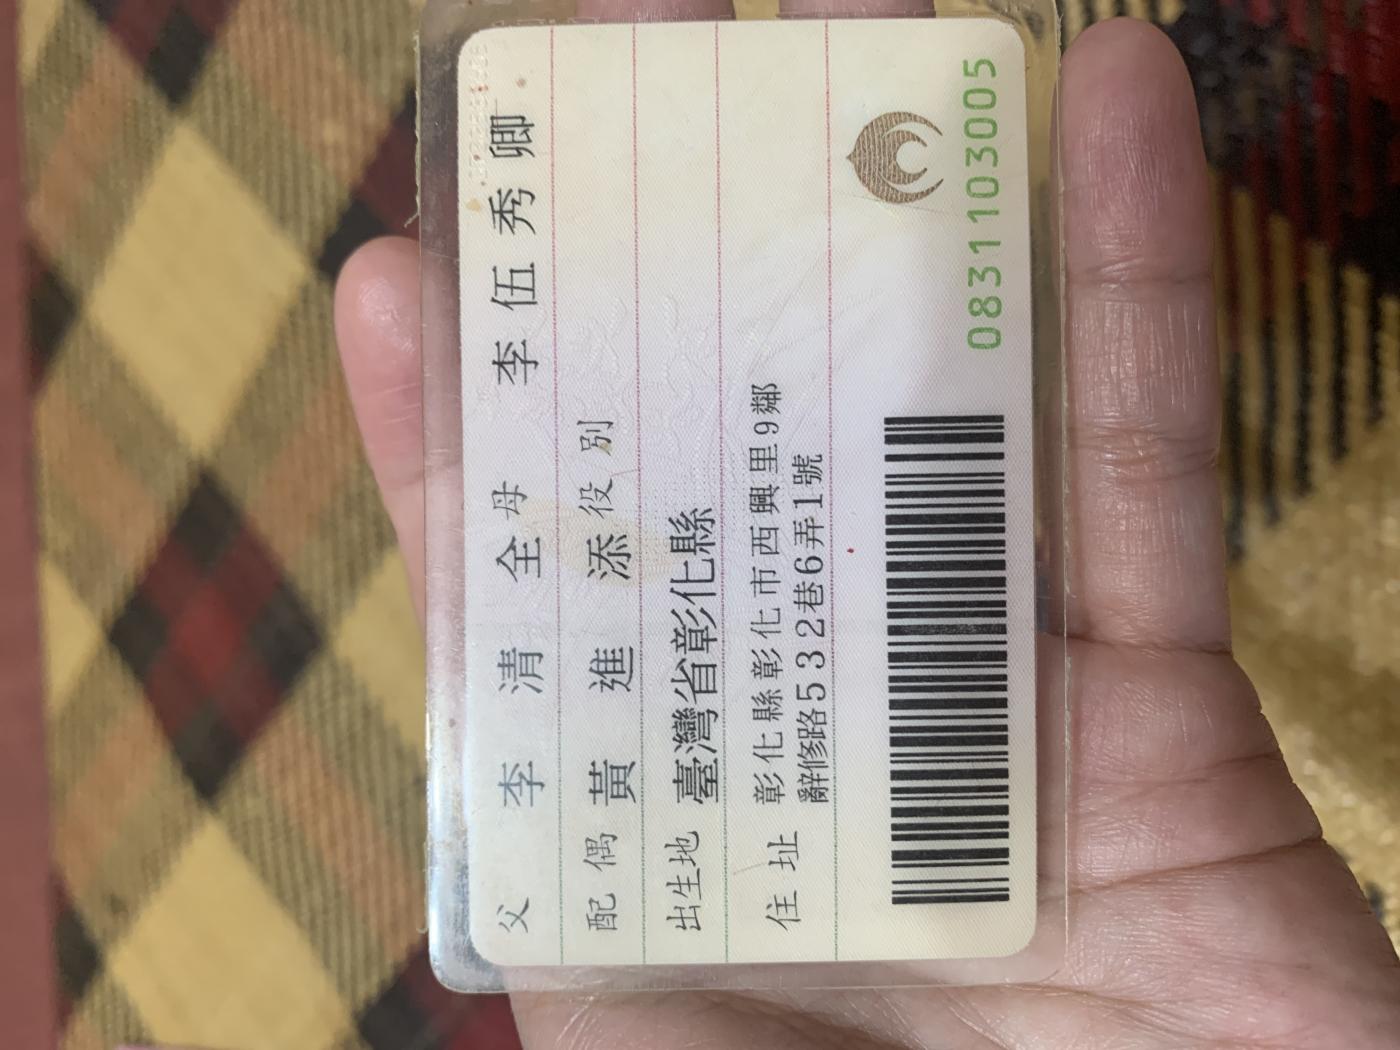 父 李清全 母 李伍秀卿
配偶 黃進添 役別
出生地 臺灣省彰化縣
住址 彰化縣彰化市西興里9鄰
辭修路532巷6弄1號
0831103005